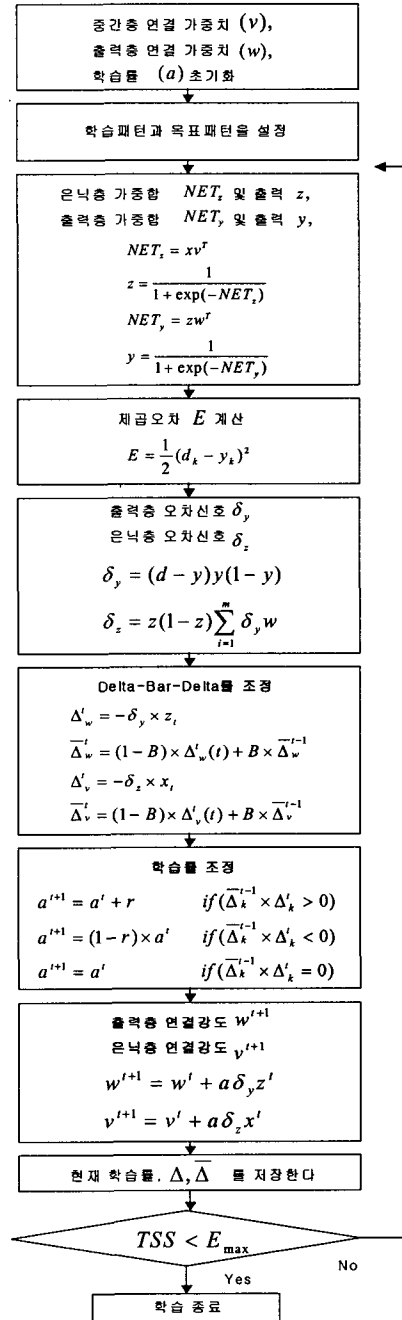 중간층 연결 가중치 (v),
출력층 연결 가중치 (w),
학습률 (a) 초기화
학습패턴과 목표패턴을 설정
은닉층 가중합 NET_z 및 출력 z,
출력층 가중합 NET_y 및 출력 y,
NET_z = xv^T
z = 1 / (1 + exp(-NET_z))
NET_y = zw^T
y = 1 / (1 + exp(-NET_y))
제곱오차 E 계산
E = 1/2 (d_k - y_k)^2
출력층 오차신호 δ_y
은닉층 오차신호 δ_z
δ_y = (d - y)y(1 - y)
δ_z = z(1 - z) ∑_{i=1}^{m} δ_y w
Delta-Bar-Delta를 조정
Δ^t_w = -δ_y × z_t
Δ̅^t_w = (1 - B) × Δ^t_w(t) + B × Δ̅^{t-1}_w
Δ^t_v = -δ_z × x_t
Δ̅^t_v = (1 - B) × Δ^t_v(t) + B × Δ̅^{t-1}_v
학습률 조정
a^{t+1} = a^t + r if(Δ̅^{t-1}_k × Δ^t_k > 0)
a^{t+1} = (1 - r) × a^t if(Δ̅^{t-1}_k × Δ^t_k < 0)
a^{t+1} = a^t if(Δ̅^{t-1}_k × Δ^t_k = 0)
출력층 연결강도 w^{t+1}
은닉층 연결강도 v^{t+1}
w^{t+1} = w^t + aδ_y z^t
v^{t+1} = v^t + aδ_z x^t
현재 학습률, Δ, Δ̅ 를 저장한다
TSS < E_max
No
Yes
학습 종료